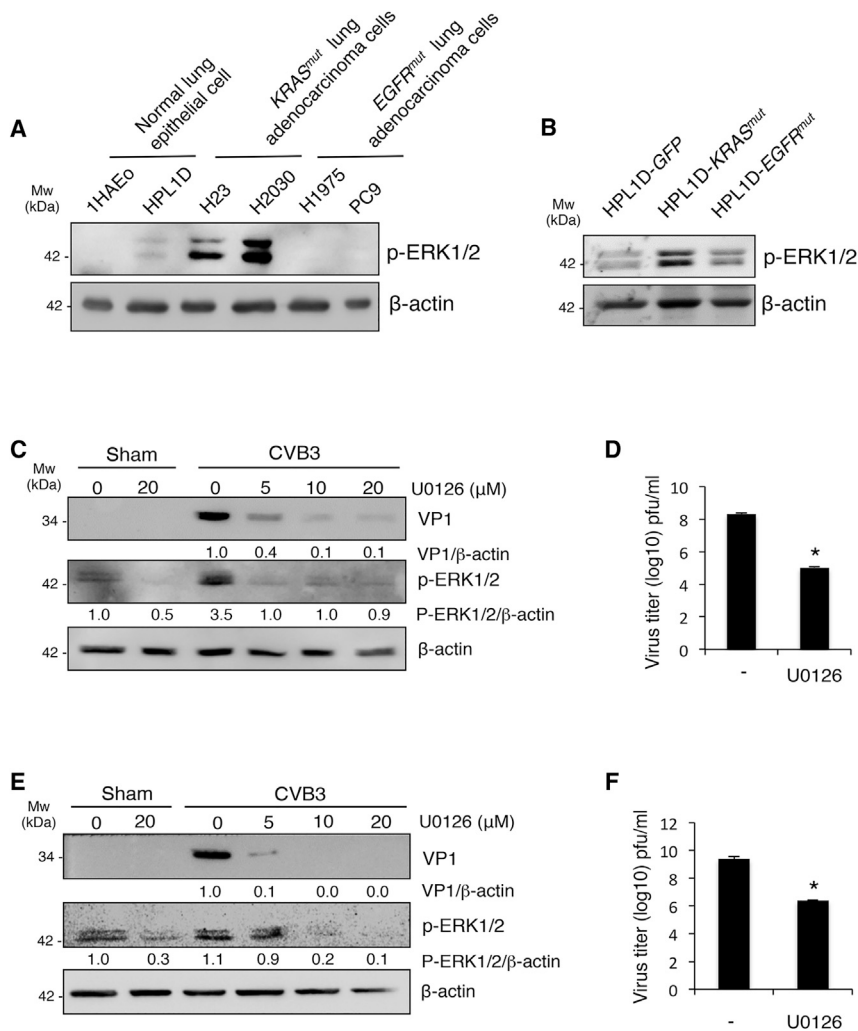 A
Normal lung
epithelial cell
KRASmut lung
adenocarcinoma cells
EGFRmut lung
adenocarcinoma cells
Mw
(kDa)
1HAEo
HPL1D
H23
H2030
H1975
PC9
42 -
p-ERK1/2
42 -
β-actin
B
Mw
(kDa)
HPL1D-GFP
HPL1D-KRASmut
HPL1D-EGFRmut
42 -
p-ERK1/2
42 -
β-actin
C
Sham CVB3
Mw
(kDa)
0 20 0 5 10 20 U0126 (μM)
34 - VP1
1.0 0.4 0.1 0.1 VP1/β-actin
42 - p-ERK1/2
1.0 0.5 3.5 1.0 1.0 0.9 P-ERK1/2/β-actin
42 - β-actin
D
Virus titer (log10) pfu/ml
10
8
6
4
2
0
*
- U0126
E
Sham CVB3
Mw
(kDa)
0 20 0 5 10 20 U0126 (μM)
34 - VP1
1.0 0.1 0.0 0.0 VP1/β-actin
42 - p-ERK1/2
1.0 0.3 1.1 0.9 0.2 0.1 P-ERK1/2/β-actin
42 - β-actin
F
Virus titer (log10) pfu/ml
12
10
8
6
4
2
0
*
- U0126